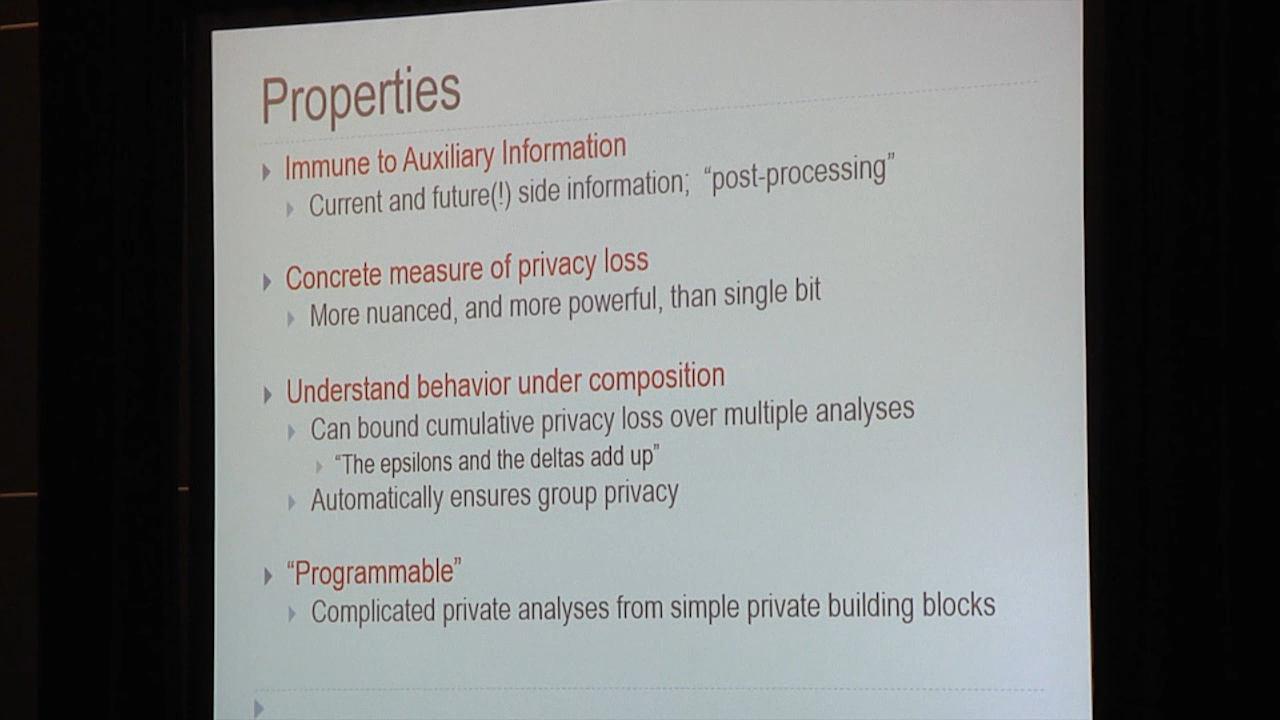 Properties
Immune to Auxiliary Information
Current and future(!) side information; “post-processing”
Concrete measure of privacy loss
More nuanced, and more powerful, than single bit
Understand behavior under composition
Can bound cumulative privacy loss over multiple analyses
“The epsilons and the deltas add up”
Automatically ensures group privacy
“Programmable”
Complicated private analyses from simple private building blocks